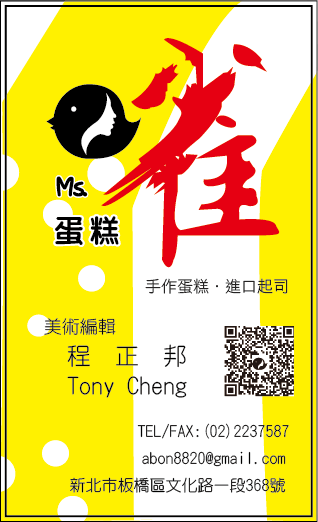 雀
Ms.
蛋糕
手作蛋糕・進口起司
美術編輯
程 正 邦
Tony Cheng
TEL/FAX:(02)2237587
abon8820@gmail.com
新北市板橋區文化路一段368號